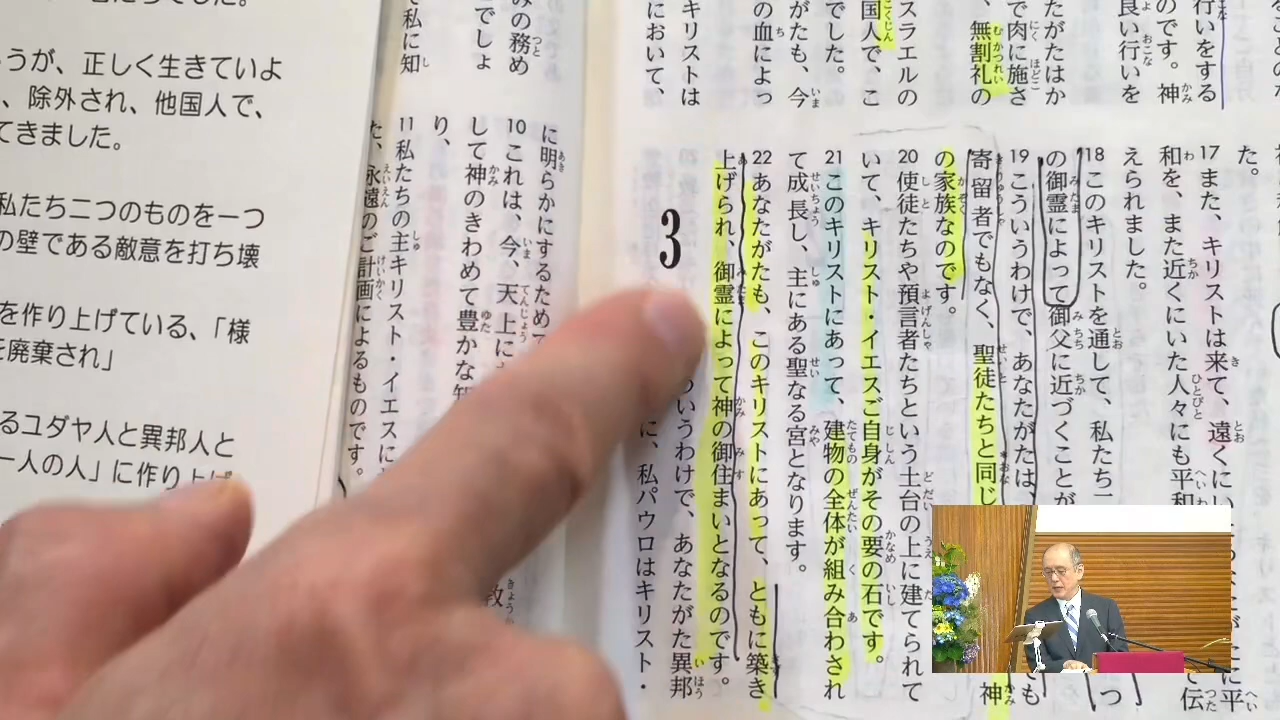 行いをする
のです。神
良い行いを
たがたはか
で肉に施さ
無割礼の
スラエルの
国人で、こ
でした。
がたも、今
の血によっ
キリストは
において、
た。
17 また、キリストは来て、遠くにい
和を、また近くにいた人々にも平和
えられました。
18 このキリストを通して、私たち二つ
の御霊によって御父に近づくことが
19 こういうわけで、あなたがたは、
寄留者でもなく、聖徒たちと同じ
神
の家族なのです。
20 使徒たちや預言者たちという土台の上に建てられて
いて、キリスト・イエスご自身がその要の石です。
21 このキリストにあって、建物の全体が組み合わされ
て成長し、主にある聖なる宮となります。
22 あなたがたも、このキリストにあって、ともに築き
上げられ、御霊によって神の御住まいとなるのです。
3
いうわけで、あなたがた異邦
に、私パウロはキリスト・
みの務め
でしょ
て私に知
に明らかにするため
10 これは、今、天上に
して神のきわめて豊かな知
り、
11 私たちの主キリスト・イエスに
た、永遠のご計画によるものです。
教
うが、正しく生きていよ
、除外され、他国人で、
てきました。
私たち二つのものを一つ
の壁である敵意を打ち壊
を作り上げている、「様
廃棄され」
るユダヤ人と異邦人と
一人の人」に作り上げ